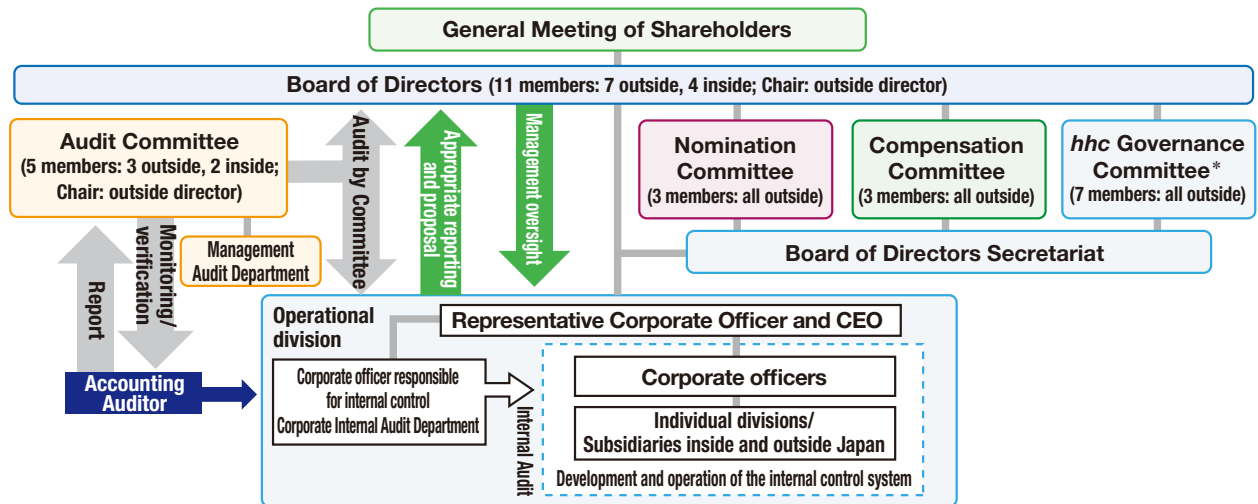 General Meeting of Shareholders
Board of Directors (11 members: 7 outside, 4 inside; Chair: outside director)
Audit Committee
(5 members: 3 outside, 2 inside;
Chair: outside director)
Management
Audit Department
Report
Monitoring/
verification
Accounting
Auditor
Audit by Committee
Appropriate reporting
and proposal
Management oversight
Nomination
Committee
(3 members: all outside)
Compensation
Committee
(3 members: all outside)
hhc Governance
Committee*
(7 members: all outside)
Board of Directors Secretariat
Operational
division
Representative Corporate Officer and CEO
Corporate officer responsible
for internal control
Corporate Internal Audit Department
Internal Audit
Corporate officers
Individual divisions/
Subsidiaries inside and outside Japan
Development and operation of the internal control system